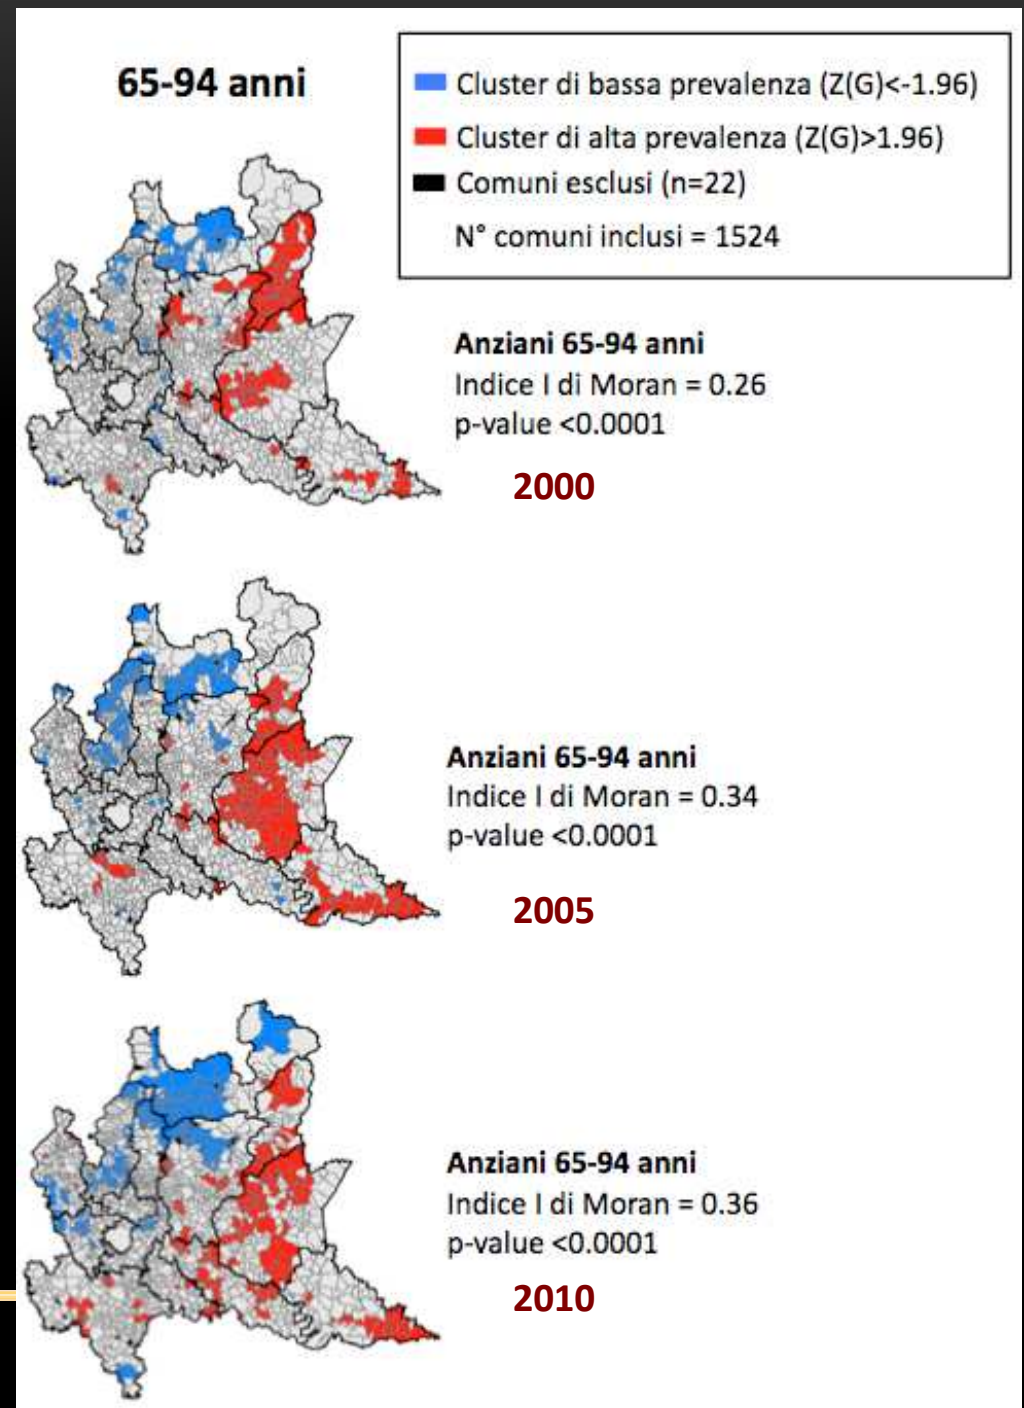 65-94 anni
Cluster di bassa prevalenza (Z(G)<-1.96)
Cluster di alta prevalenza (Z(G)>1.96)
Comuni esclusi (n=22)
N° comuni inclusi = 1524
Anziani 65-94 anni
Indice I di Moran = 0.26
p-value <0.0001
2000
Anziani 65-94 anni
Indice I di Moran = 0.34
p-value <0.0001
2005
Anziani 65-94 anni
Indice I di Moran = 0.36
p-value <0.0001
2010